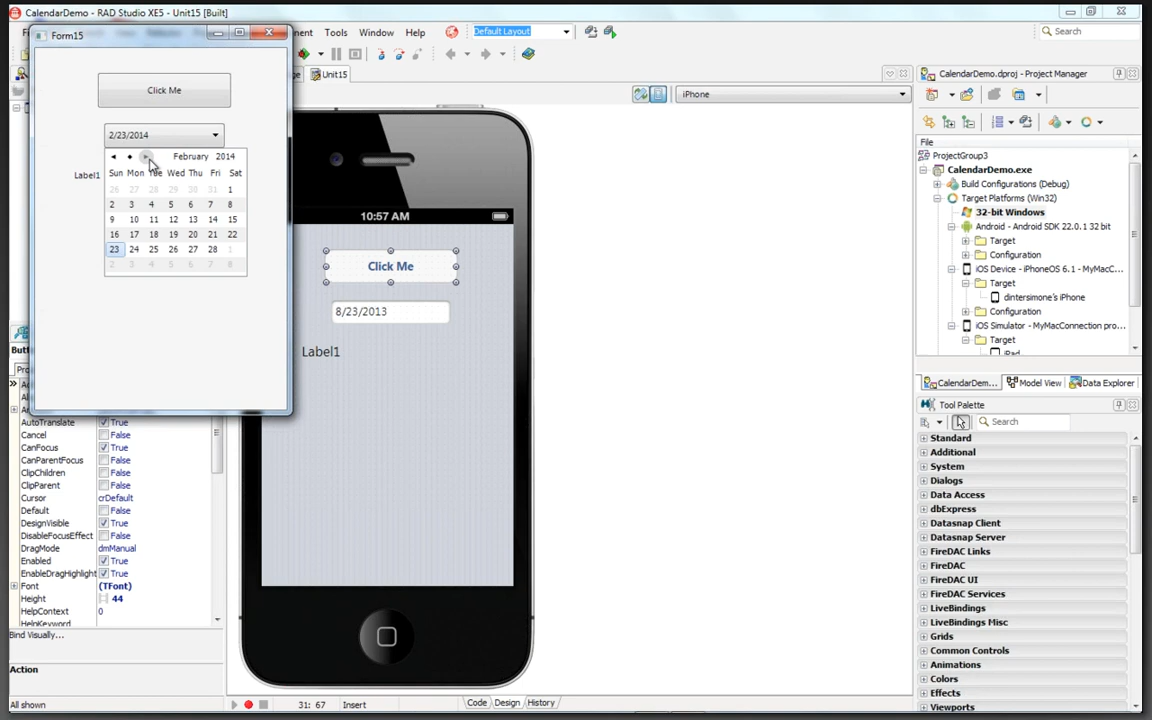 CalendarDemo - RAD Studio XE5 - Unit15 [Built]
Form15
Tools Window Help
Default Layout
Search
Unit15
iPhone
Click Me
2/23/2014
February 2014
Sun Mon Tue Wed Thu Fri Sat
26 27 28 29 30 31 1
2 3 4 5 6 7 8
9 10 11 12 13 14 15
16 17 18 19 20 21 22
23 24 25 26 27 28 1
2 3 4 5 6 7 8
Label1
10:57 AM
Click Me
8/23/2013
Label1
AutoTranslate True
Cancel False
CanFocus True
CanParentFocus False
ClipChildren False
ClipParent False
Cursor crDefault
Default False
DesignVisible True
DisableFocusEffect False
DragMode dmManual
Enabled True
EnableDragHighlight True
Font (TFont)
Height 44
HelpContext 0
HelpKeyword
Bind Visually...
Action
All shown
31: 67 Insert
Code Design History
CalendarDemo.dproj - Project Manager
File
ProjectGroup3
CalendarDemo.exe
Build Configurations (Debug)
Target Platforms (Win32)
32-bit Windows
Android - Android SDK 22.0.1 32 bit
Target
Configuration
iOS Device - iPhoneOS 6.1 - MyMacC...
Target
dintersimone's iPhone
Configuration
iOS Simulator - MyMacConnection pro...
Target
iPad
CalendarDem... Model View Data Explorer
Tool Palette
Search
Standard
Additional
System
Dialogs
Data Access
dbExpress
Datasnap Client
Datasnap Server
FireDAC Links
FireDAC
FireDAC UI
FireDAC Services
LiveBindings
LiveBindings Misc
Grids
Common Controls
Animations
Colors
Effects
Viewports